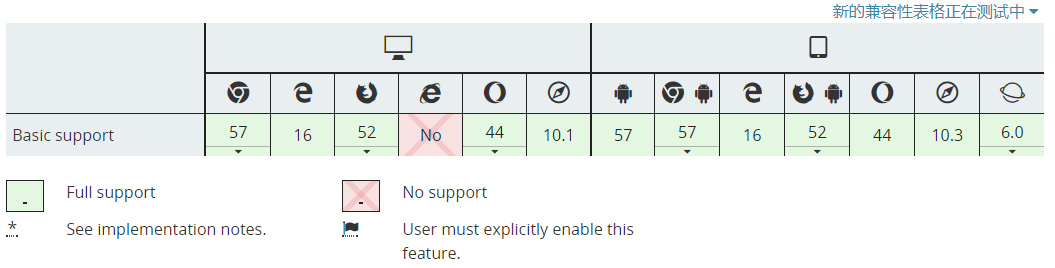 新的兼容性表格正在测试中
Basic support 57 16 52 No 44 10.1 57 57 16 52 44 10.3 6.0
- Full support - No support
* See implementation notes. User must explicitly enable this
feature.